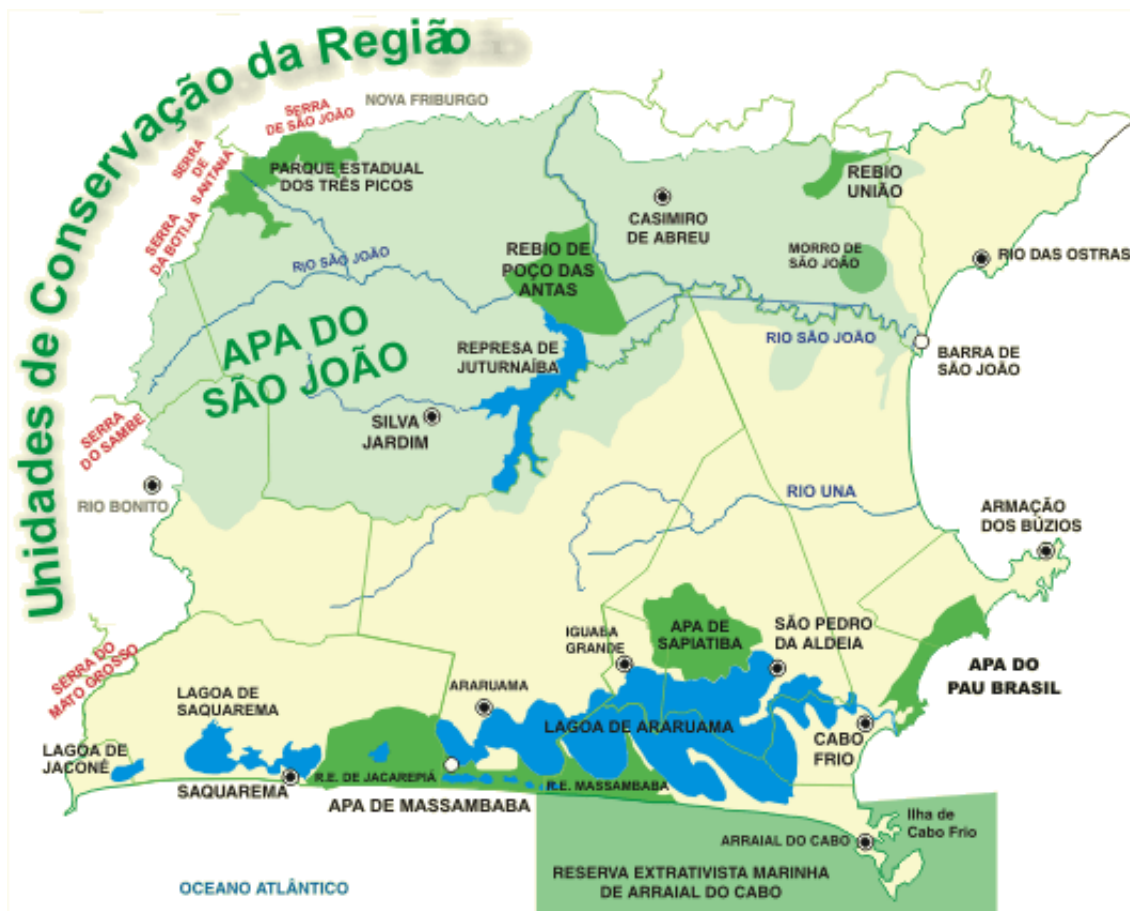 Unidades de Conservação da Região
NOVA FRIBURGO
SERRA
DE SÃO JOÃO
SERRA
DE
SANTANA
SERRA
DA BOTIJA
PARQUE ESTADUAL
DOS TRÊS PICOS
REBIO
UNIÃO
CASIMIRO
DE ABREU
REBIO DE
POÇO DAS
ANTAS
MORRO DE
SÃO JOÃO
RIO DAS OSTRAS
RIO SÃO JOÃO
APA DO
SÃO JOÃO
RIO SÃO JOÃO
REPRESA DE
JUTURNAÍBA
BARRA DE
SÃO JOÃO
SILVA
JARDIM
SERRA
DO SAMBE
RIO BONITO
RIO UNA
ARMAÇÃO
DOS BÚZIOS
SERRA DO
MATO GROSSO
IGUABA
GRANDE
APA DE
SAPIATIBA
SÃO PEDRO
DA ALDEIA
APA DO
PAU BRASIL
LAGOA DE
SAQUAREMA
ARARUAMA
LAGOA DE ARARUAMA
CABO
FRIO
LAGOA DE
JACONÉ
SAQUAREMA
R.E. DE JACAREPIÁ
R.E. MASSAMBABA
APA DE MASSAMBABA
Ilha de
Cabo Frio
ARRAIAL DO CABO
RESERVA EXTRATIVISTA MARINHA
DE ARRAIAL DO CABO
OCEANO ATLÂNTICO